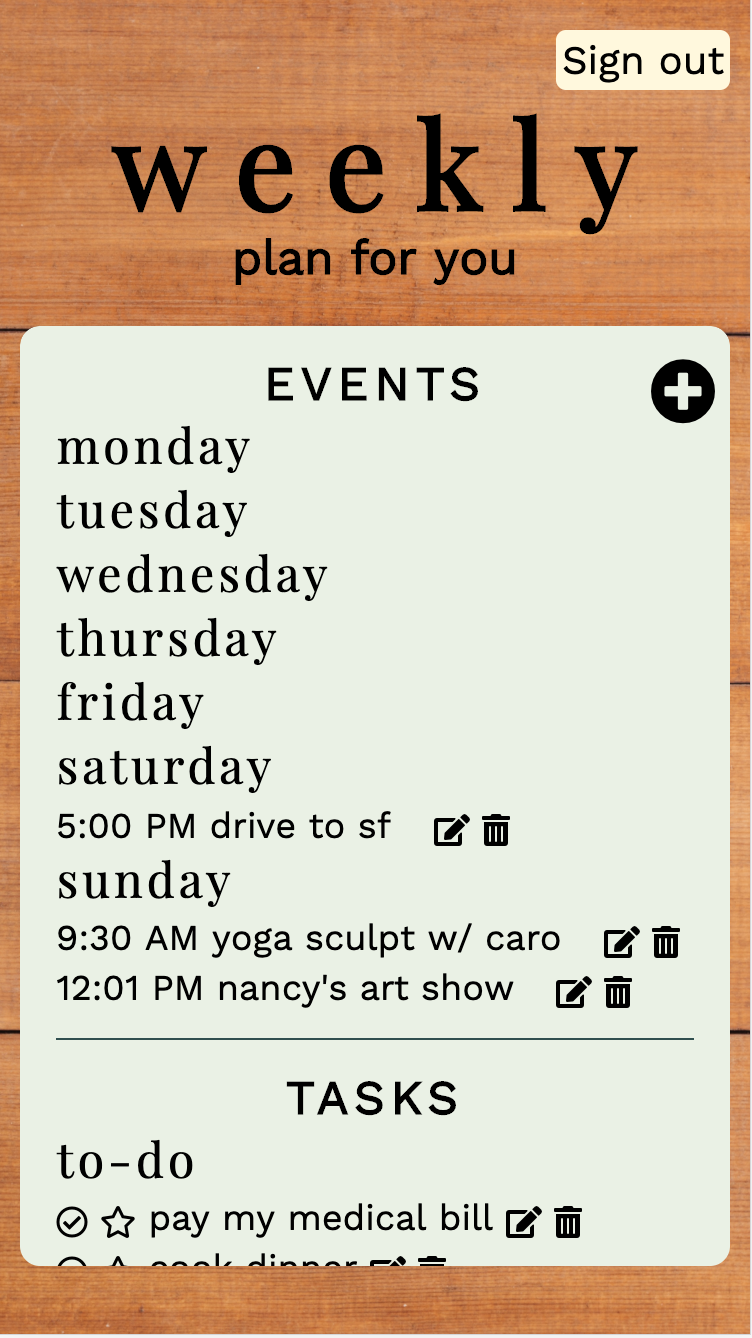 Sign out
weekly
plan for you
EVENTS
monday
tuesday
wednesday
thursday
friday
saturday
5:00 PM drive to sf
sunday
9:30 AM yoga sculpt w/ caro
12:01 PM nancy's art show
TASKS
to-do
pay my medical bill
cook dinner